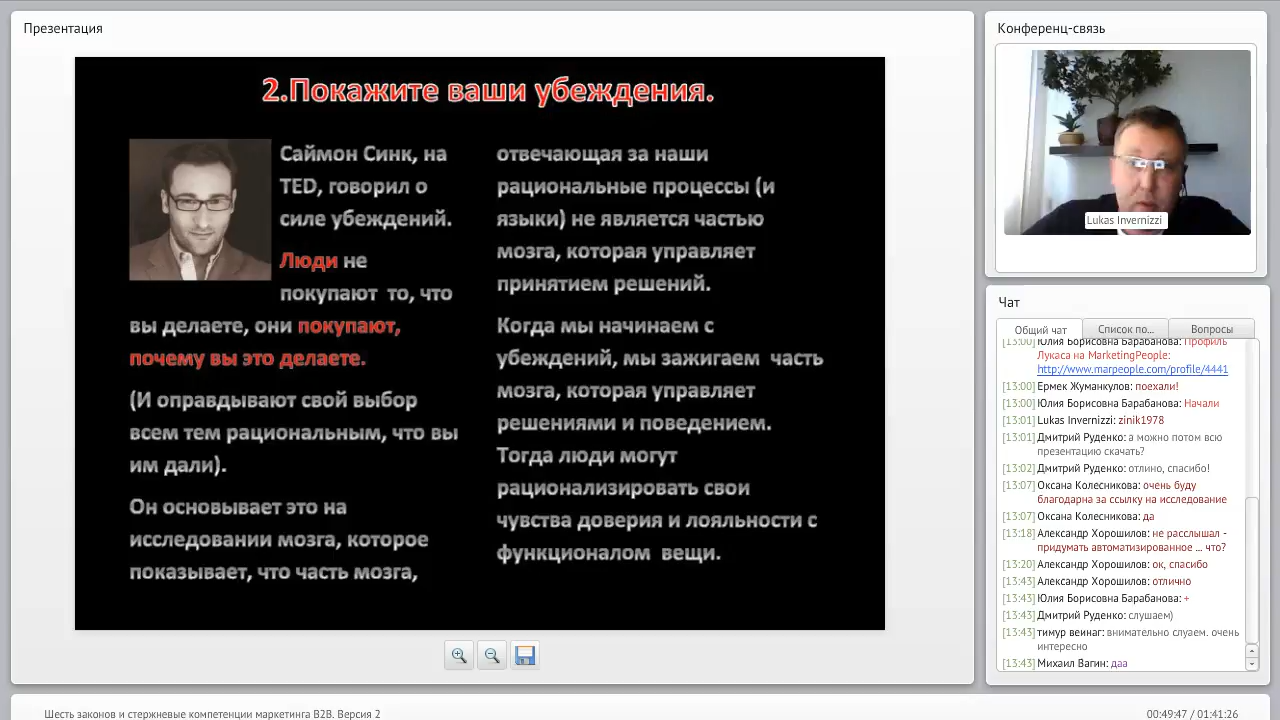 Презентация
2.Покажите ваши убеждения.
Саймон Синк, на
TED, говорил о
силе убеждений.
Люди не
покупают то, что
вы делаете, они покупают,
почему вы это делаете.
(И оправдывают свой выбор
всем тем рациональным, что вы
им дали).
Он основывает это на
исследовании мозга, которое
показывает, что часть мозга,
отвечающая за наши
рациональные процессы (и
языки) не является частью
мозга, которая управляет
принятием решений.
Когда мы начинаем с
убеждений, мы зажигаем часть
мозга, которая управляет
решениями и поведением.
Тогда люди могут
рационализировать свои
чувства доверия и лояльности с
функционалом вещи.
Конференц-связь
Lukas Invernizzi
Чат
Общий чат Список по... Вопросы
[13:00] Юлия Борисовна Барабанова: Профиль
Лукаса на MarketingPeople:
http://www.marpeople.com/profile/4441
[13:00] Ермек Жуманкулов: поехали!
[13:00] Юлия Борисовна Барабанова: Начали
[13:01] Lukas Invernizzi: zinik1978
[13:01] Дмитрий Руденко: а можно потом всю
презентацию скачать?
[13:02] Дмитрий Руденко: отлино, спасибо!
[13:07] Оксана Колесникова: очень буду
благодарна за ссылку на исследование
[13:07] Оксана Колесникова: да
[13:18] Александр Хорошилов: не расслышал -
придумать автоматизированное ... что?
[13:20] Александр Хорошилов: ок, спасибо
[13:43] Александр Хорошилов: отлично
[13:43] Юлия Борисовна Барабанова: +
[13:43] Дмитрий Руденко: слушаем)
[13:43] тимур веинаг: внимательно слуаем. очень
интересно
[13:43] Михаил Вагин: даа
Шесть законов и стержневые компетенции маркетинга B2B. Версия 2
00:49:47 / 01:41:26